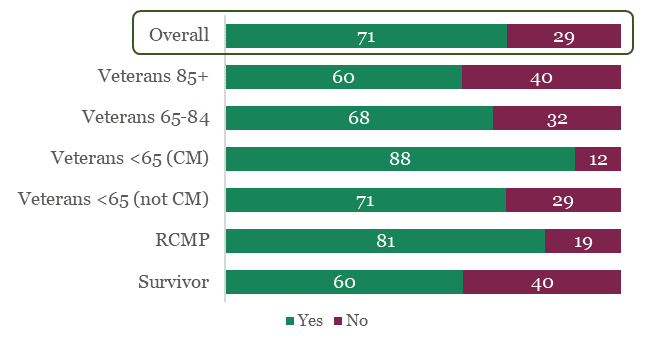 Overall 71 29
Veterans 85+ 60 40
Veterans 65-84 68 32
Veterans <65 (CM) 88 12
Veterans <65 (not CM) 71 29
RCMP 81 19
Survivor 60 40
Yes No